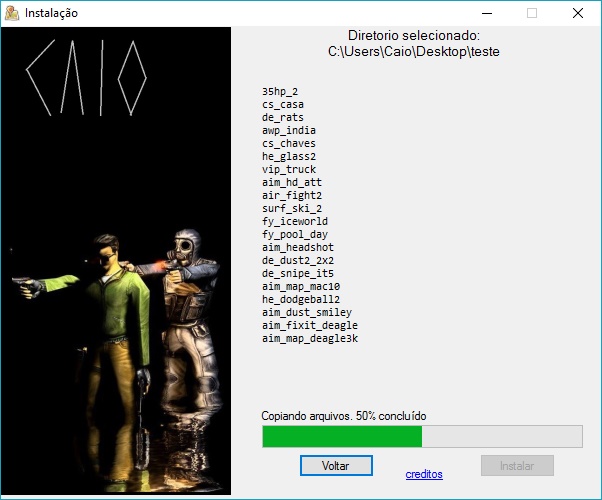 Instalação
CAIO
Diretorio selecionado:
C:\Users\Caio\Desktop\teste
35hp_2
cs_casa
de_rats
awp_india
cs_chaves
he_glass2
vip_truck
aim_hd_att
air_fight2
surf_ski_2
fy_iceworld
fy_pool_day
aim_headshot
de_dust2_2x2
de_snipe_it5
aim_map_mac10
he_dodgeball2
aim_dust_smiley
aim_fixit_deagle
aim_map_deagle3k
Copiando arquivos. 50% concluído
Voltar
creditos
Instalar